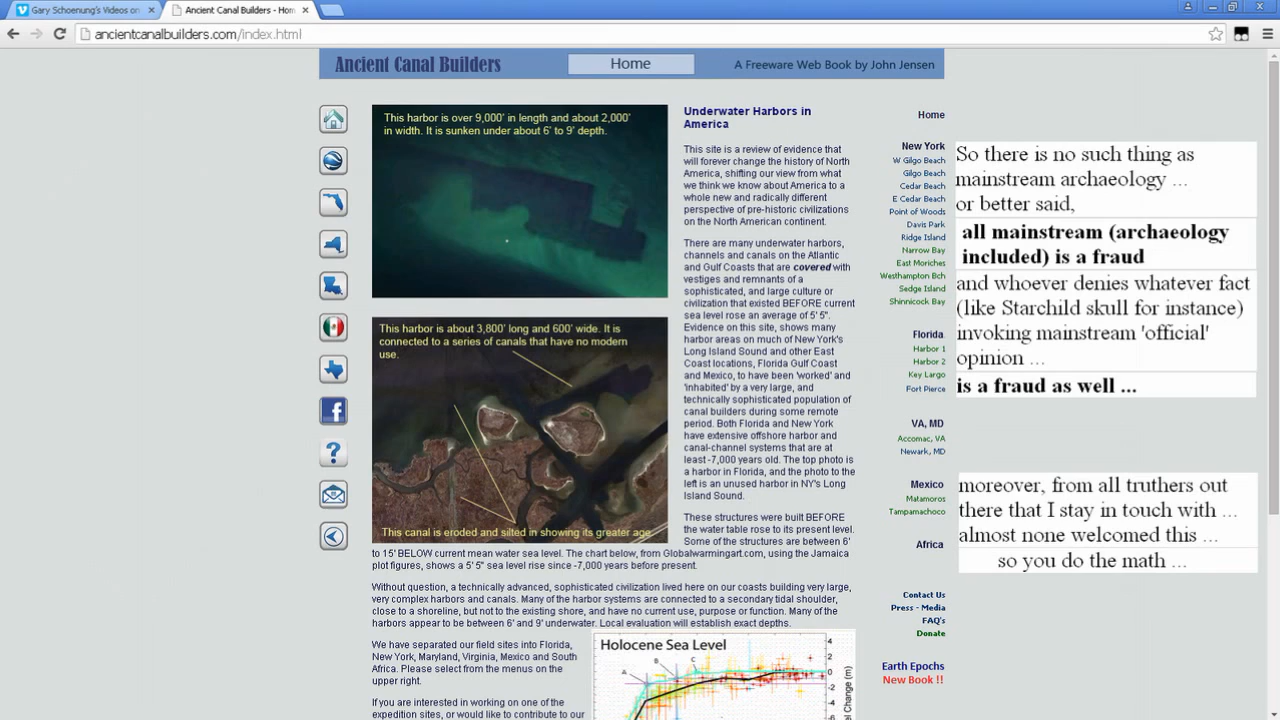 Gary Schoenung's Videos on
Ancient Canal Builders - Hom
ancientcanalbuilders.com/index.html
Ancient Canal Builders
Home
A Freeware Web Book by John Jensen
This harbor is over 9,000' in length and about 2,000'
in width. It is sunken under about 6' to 9' depth.
This harbor is about 3,800' long and 600' wide. It is
connected to a series of canals that have no modern
use.
This canal is eroded and silted in showing its greater age.
Underwater Harbors in
America
This site is a review of evidence that
will forever change the history of North
America, shifting our view from what
we think we know about America to a
whole new and radically different
perspective of pre-historic civilizations
on the North American continent.
There are many underwater harbors,
channels and canals on the Atlantic
and Gulf Coasts that are covered with
vestiges and remnants of a
sophisticated, and large culture or
civilization that existed BEFORE current
sea level rose an average of 5' 5".
Evidence on this site, shows many
harbor areas on much of New York's
Long Island Sound and other East
Coast locations, Florida Gulf Coast
and Mexico, to have been 'worked' and
'inhabited' by a very large, and
technically sophisticated population of
canal builders during some remote
period. Both Florida and New York
have extensive offshore harbor and
canal-channel systems that are at
least -7,000 years old. The top photo is
a harbor in Florida, and the photo to the
left is an unused harbor in NY's Long
Island Sound.
These structures were built BEFORE
the water table rose to its present level.
Some of the structures are between 6'
to 15' BELOW current mean water sea level. The chart below, from Globalwarmingart.com, using the Jamaica
plot figures, shows a 5' 5" sea level rise since -7,000 years before present.
Without question, a technically advanced, sophisticated civilization lived here on our coasts building very large,
very complex harbors and canals. Many of the harbor systems are connected to a secondary tidal shoulder,
close to a shoreline, but not to the existing shore, and have no current use, purpose or function. Many of the
harbors appear to be between 6' and 9' underwater. Local evaluation will establish exact depths.
We have separated our field sites into Florida,
New York, Maryland, Virginia, Mexico and South
Africa. Please select from the menus on the
upper right.
If you are interested in working on one of the
expedition sites, or would like to contribute to our
Holocene Sea Level
A
B
C
4
2
0
-2
-4
-6
el Change (m)
Home
New York
W Gilgo Beach
Gilgo Beach
Cedar Beach
E Cedar Beach
Point of Woods
Davis Park
Ridge Island
Narrow Bay
East Moriches
Westhampton Bch
Sedge Island
Shinnicock Bay
Florida
Harbor 1
Harbor 2
Key Largo
Fort Pierce
VA, MD
Accomac, VA
Newark, MD
Mexico
Matamoros
Tampamachoco
Africa
Contact Us
Press - Media
FAQ's
Donate
Earth Epochs
New Book !!
So there is no such thing as
mainstream archaeology ...
or better said,
all mainstream (archaeology
included) is a fraud
and whoever denies whatever fact
(like Starchild skull for instance)
invoking mainstream 'official'
opinion ...
is a fraud as well ...
moreover, from all truthers out
there that I stay in touch with ...
almost none welcomed this ...
so you do the math ...